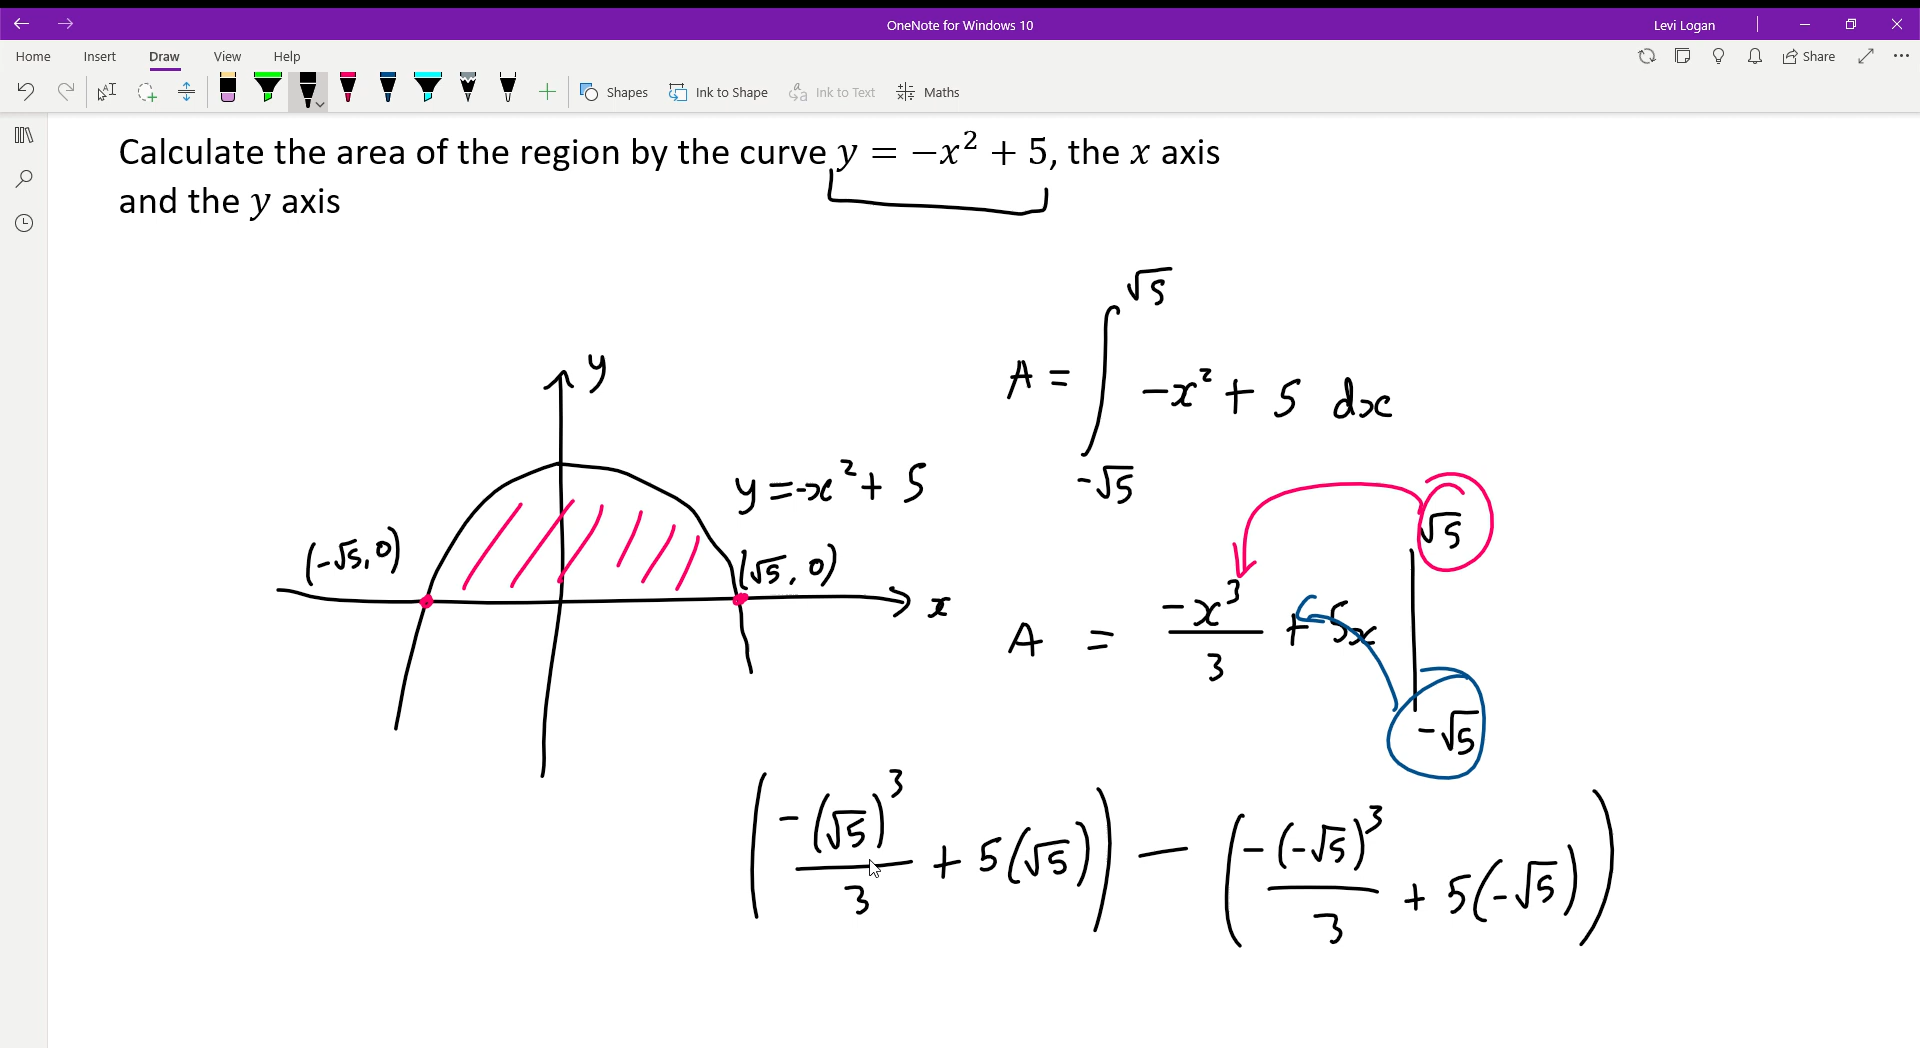 OneNote for Windows 10
Levi Logan
Home Insert Draw View Help
Share
Shapes Ink to Shape Ink to Text Maths
Calculate the area of the region by the curve y = −x² + 5, the x axis
and the y axis
y
y = -x² + 5
(-√5, 0)
(√5, 0)
x
√5
A = ∫ -x² + 5 dx
-√5
√5
A = -x³/3 + 5x |
-√5
(-(√5)³/3 + 5(√5)) − (-(-√5)³/3 + 5(-√5))